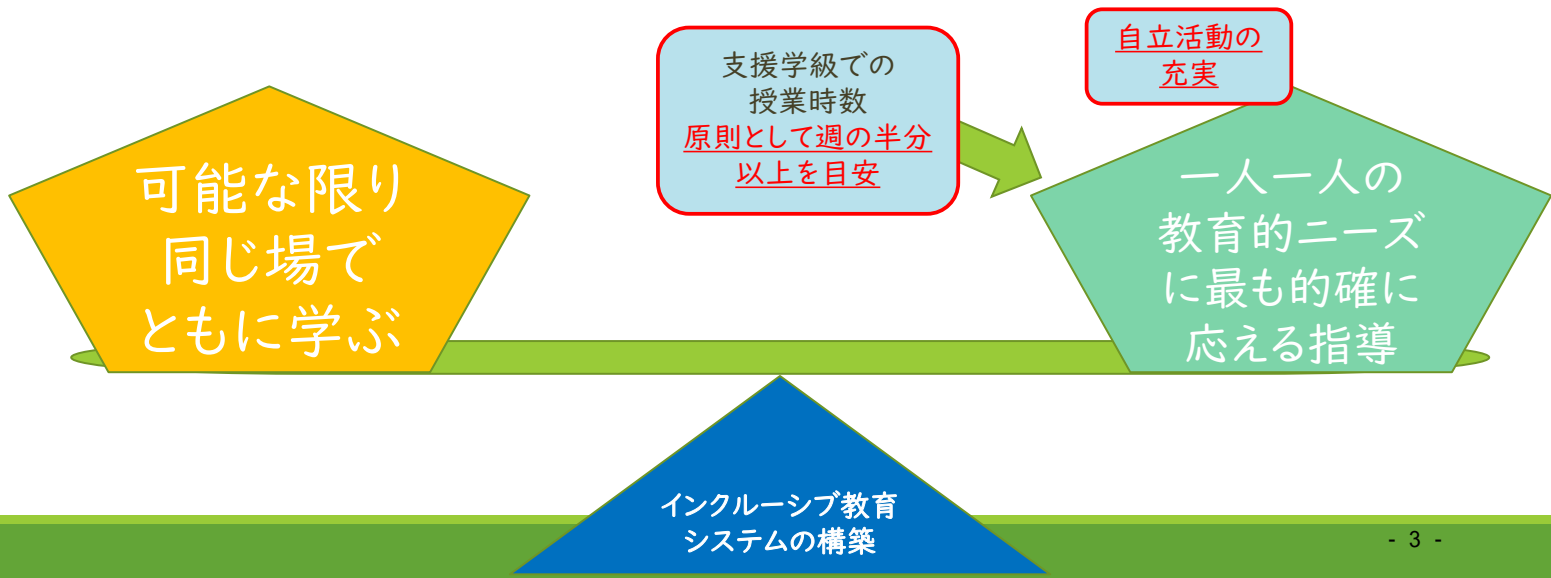 可能な限り
同じ場で
ともに学ぶ
支援学級での
授業時数
原則として週の半分
以上を目安
自立活動の
充実
一人一人の
教育的ニーズ
に最も的確に
応える指導
インクルーシブ教育
システムの構築
- 3 -